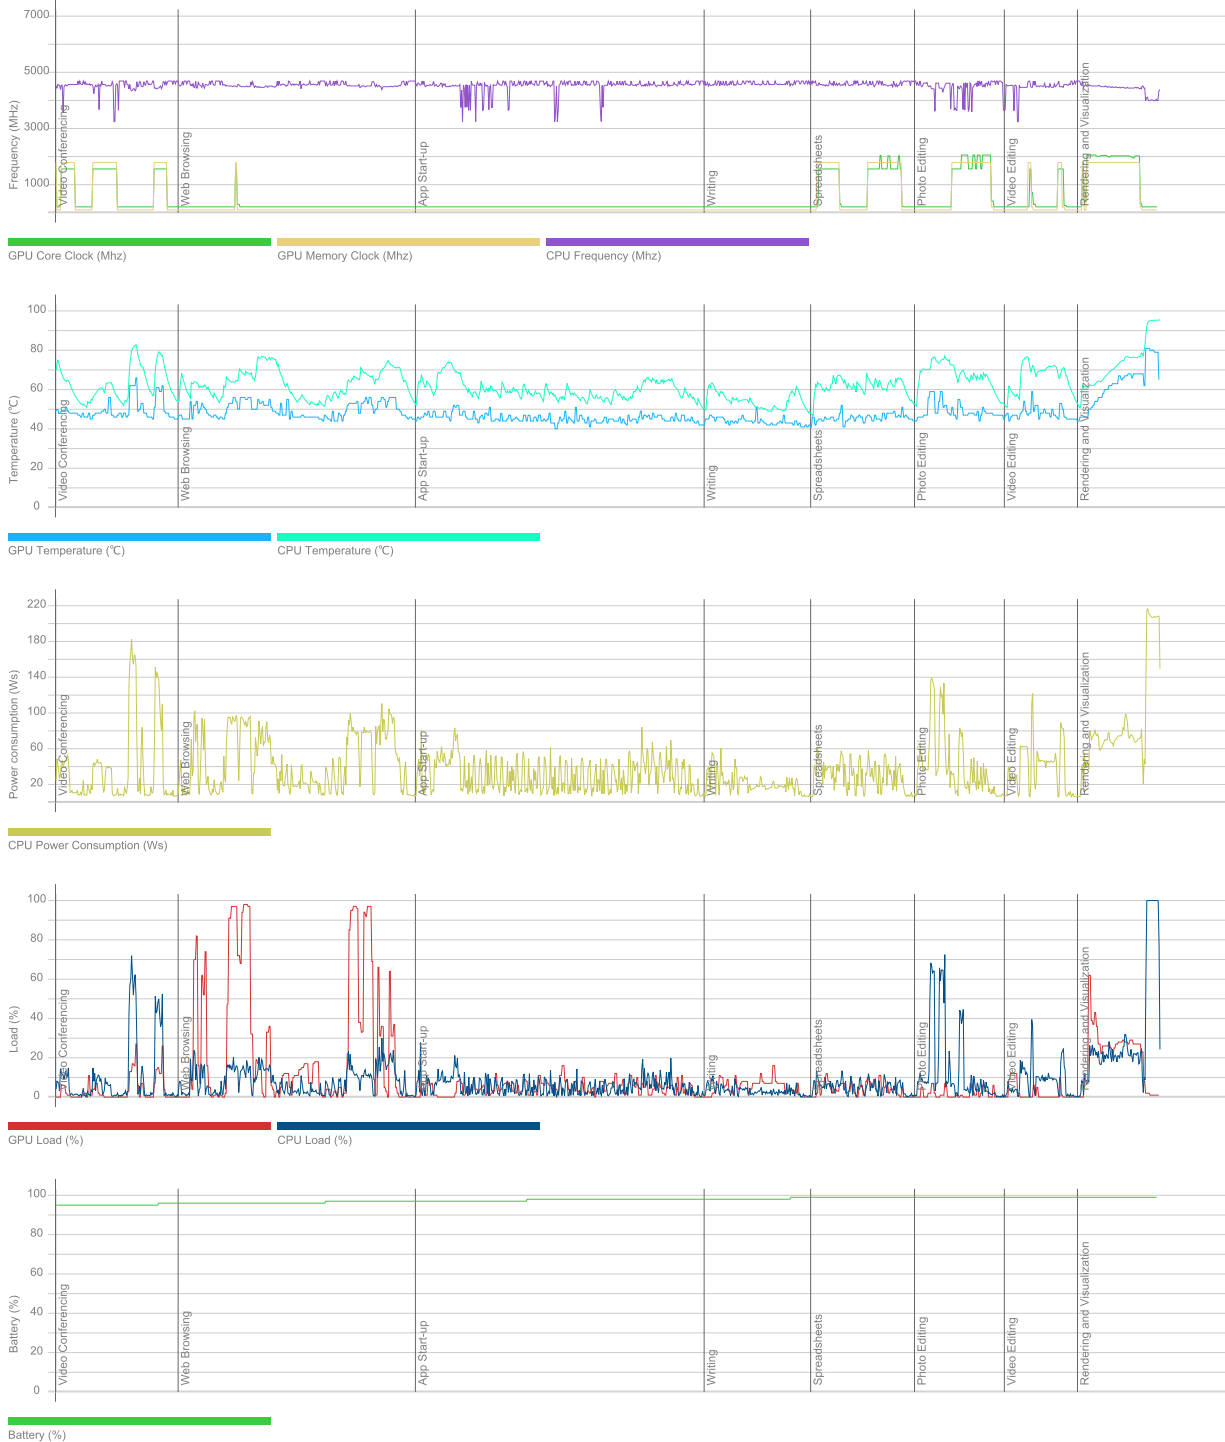 7000
5000
3000
1000
Frequency (MHz)
Video Conferencing
Web Browsing
App Start-up
Writing
Spreadsheets
Photo Editing
Video Editing
Rendering and Visualization
GPU Core Clock (Mhz)
GPU Memory Clock (Mhz)
CPU Frequency (Mhz)
100
80
60
40
20
0
Temperature (℃)
Video Conferencing
Web Browsing
App Start-up
Writing
Spreadsheets
Photo Editing
Video Editing
Rendering and Visualization
GPU Temperature (℃)
CPU Temperature (℃)
220
180
140
100
60
20
Power consumption (Ws)
Video Conferencing
Web Browsing
App Start-up
Writing
Spreadsheets
Photo Editing
Video Editing
Rendering and Visualization
CPU Power Consumption (Ws)
100
80
60
40
20
0
Load (%)
Video Conferencing
Web Browsing
App Start-up
Writing
Spreadsheets
Photo Editing
Video Editing
Rendering and Visualization
GPU Load (%)
CPU Load (%)
100
80
60
40
20
0
Battery (%)
Video Conferencing
Web Browsing
App Start-up
Writing
Spreadsheets
Photo Editing
Video Editing
Rendering and Visualization
Battery (%)